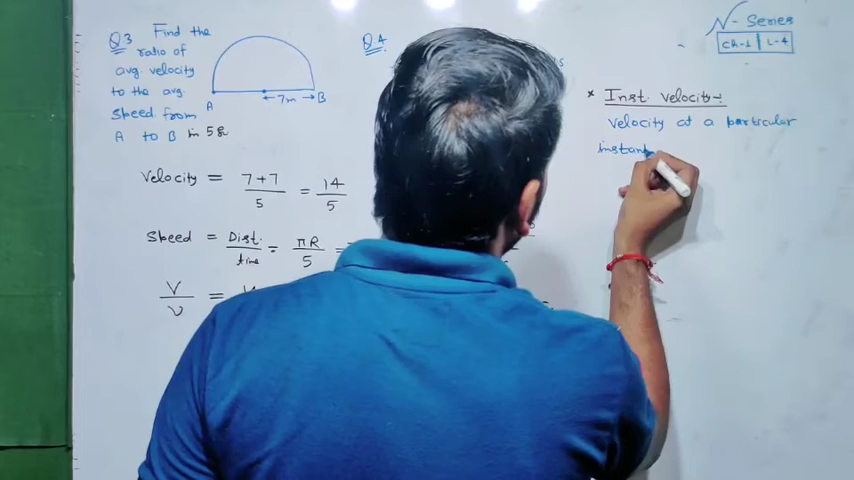 Q3 Find the
ratio of
avg. velocity
to the avg.
speed from
A to B in 5s
A
7m
B
Velocity = 7+7/5 = 14/5
Speed = Dist./time = πR/5 =
V/v =
Q4
N-Series
Ch-1 L-4
* Inst. velocity:-
Velocity at a particular
instant